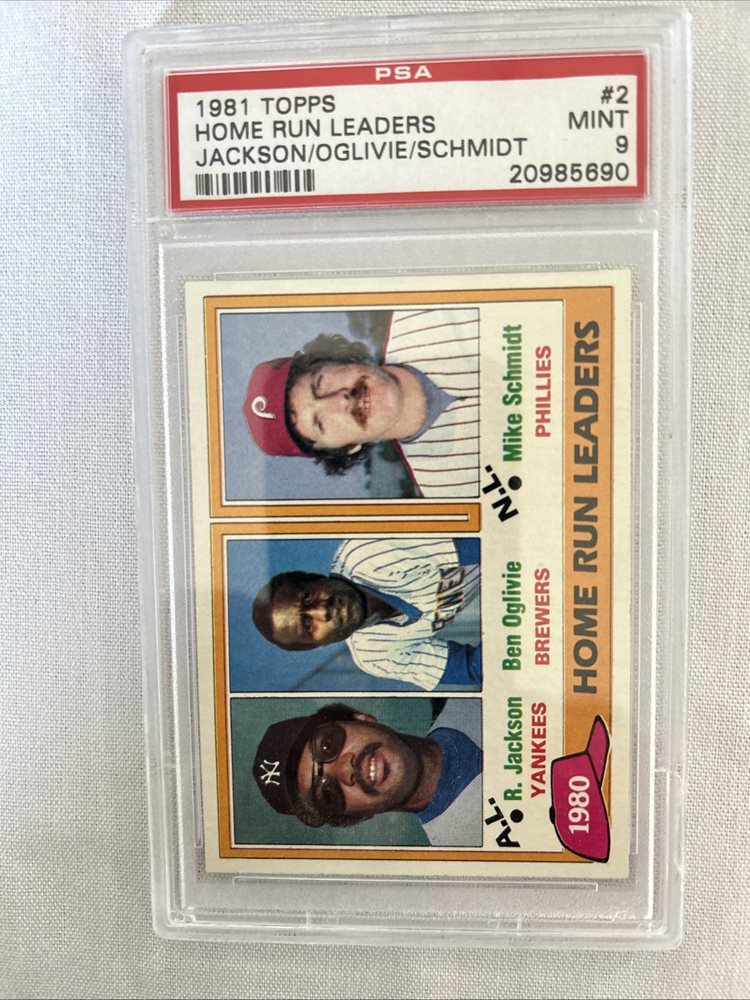 PSA
1981 TOPPS #2
HOME RUN LEADERS MINT
JACKSON/OGLIVIE/SCHMIDT 9
20985690
P
NY
A.L. N.L.
R. Jackson Ben Oglivie Mike Schmidt
YANKEES BREWERS PHILLIES
1980 HOME RUN LEADERS